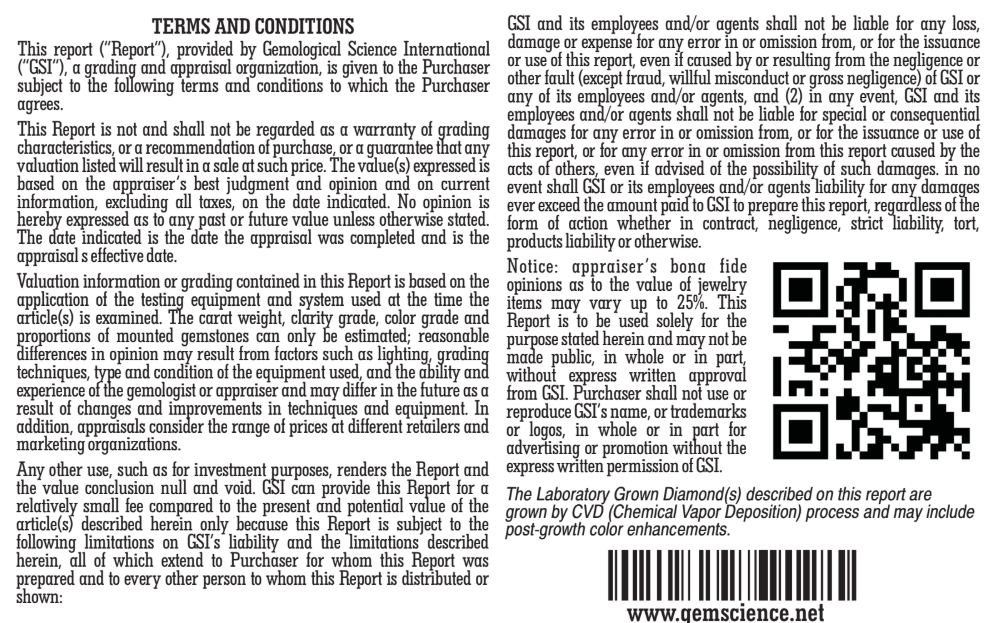 TERMS AND CONDITIONS
This report ("Report"), provided by Gemological Science International
("GSI"), a grading and appraisal organization, is given to the Purchaser
subject to the following terms and conditions to which the Purchaser
agrees.
This Report is not and shall not be regarded as a warranty of grading
characteristics, or a recommendation of purchase, or a guarantee that any
valuation listed will result in a sale at such price. The value(s) expressed is
based on the appraiser's best judgment and opinion and on current
information, excluding all taxes, on the date indicated. No opinion is
hereby expressed as to any past or future value unless otherwise stated.
The date indicated is the date the appraisal was completed and is the
appraisal s effective date.
Valuation information or grading contained in this Report is based on the
application of the testing equipment and system used at the time the
article(s) is examined. The carat weight, clarity grade, color grade and
proportions of mounted gemstones can only be estimated; reasonable
differences in opinion may result from factors such as lighting, grading
techniques, type and condition of the equipment used, and the ability and
experience of the gemologist or appraiser and may differ in the future as a
result of changes and improvements in techniques and equipment. In
addition, appraisals consider the range of prices at different retailers and
marketing organizations.
Any other use, such as for investment purposes, renders the Report and
the value conclusion null and void. GSI can provide this Report for a
relatively small fee compared to the present and potential value of the
article(s) described herein only because this Report is subject to the
following limitations on GSI's liability and the limitations described
herein, all of which extend to Purchaser for whom this Report was
prepared and to every other person to whom this Report is distributed or
shown:
GSI and its employees and/or agents shall not be liable for any loss,
damage or expense for any error in or omission from, or for the issuance
or use of this report, even if caused by or resulting from the negligence or
other fault (except fraud, willful misconduct or gross negligence) of GSI or
any of its employees and/or agents, and (2) in any event, GSI and its
employees and/or agents shall not be liable for special or consequential
damages for any error in or omission from, or for the issuance or use of
this report, or for any error in or omission from this report caused by the
acts of others, even if advised of the possibility of such damages. in no
event shall GSI or its employees and/or agents liability for any damages
ever exceed the amount paid to GSI to prepare this report, regardless of the
form of action whether in contract, negligence, strict liability, tort,
products liability or otherwise.
Notice: appraiser's bona fide
opinions as to the value of jewelry
items may vary up to 25%. This
Report is to be used solely for the
purpose stated herein and may not be
made public, in whole or in part,
without express written approval
from GSI. Purchaser shall not use or
reproduce GSI's name, or trademarks
or logos, in whole or in part for
advertising or promotion without the
express written permission of GSI.
The Laboratory Grown Diamond(s) described on this report are
grown by CVD (Chemical Vapor Deposition) process and may include
post-growth color enhancements.
www.gemscience.net